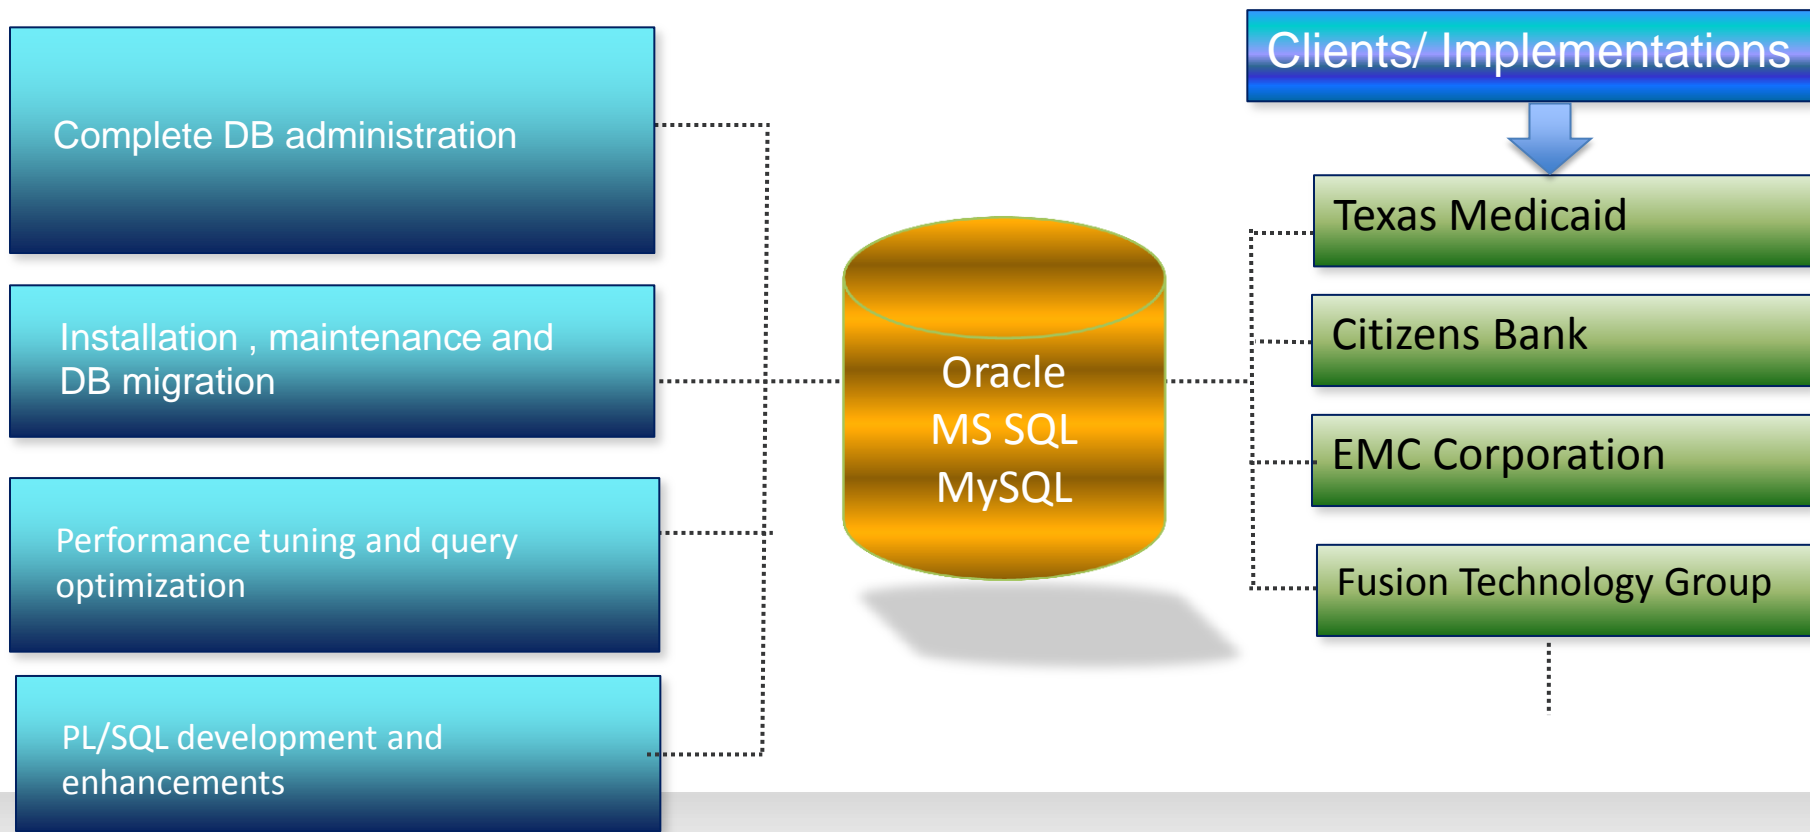 Complete DB administration
Installation , maintenance and
DB migration
Performance tuning and query
optimization
PL/SQL development and
enhancements
Oracle
MS SQL
MySQL
Clients/ Implementations
Texas Medicaid
Citizens Bank
EMC Corporation
Fusion Technology Group